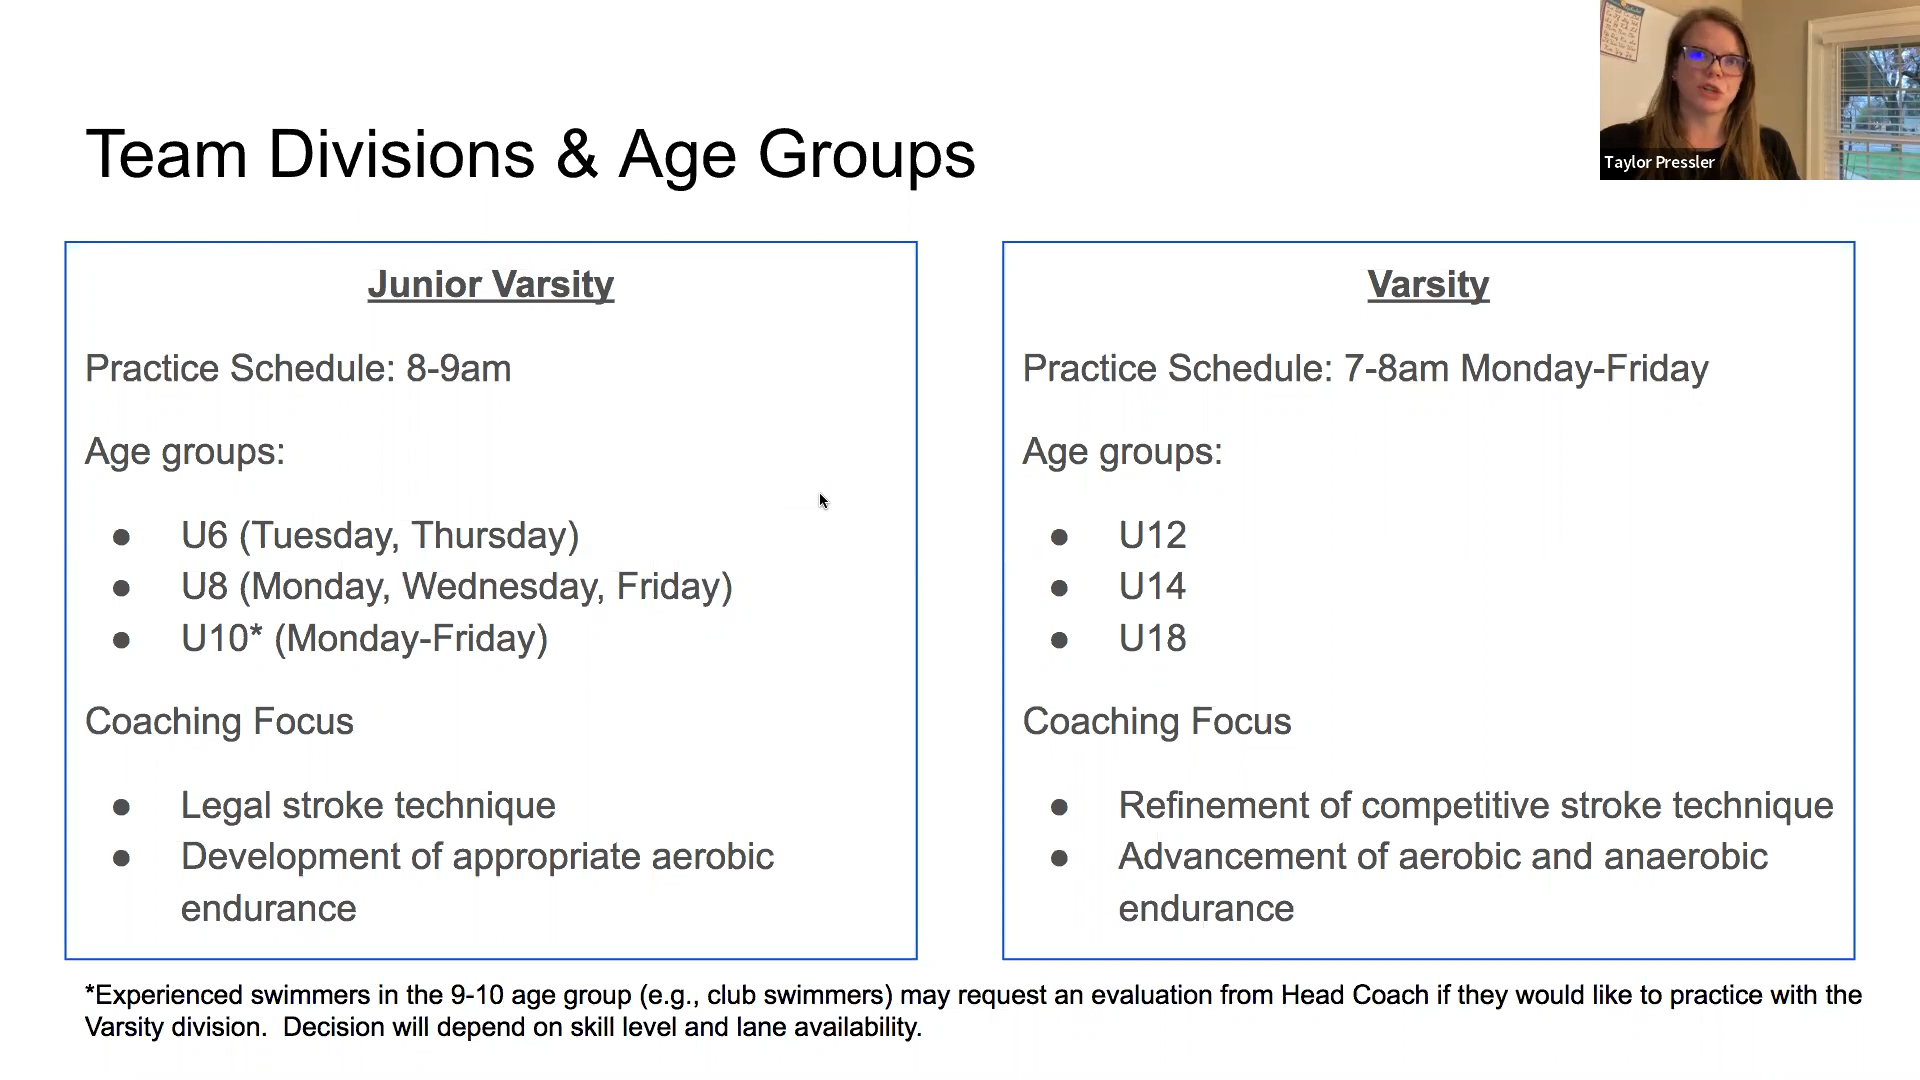 Taylor Pressler
Team Divisions & Age Groups
Junior Varsity
Practice Schedule: 8-9am
Age groups:
● U6 (Tuesday, Thursday)
● U8 (Monday, Wednesday, Friday)
● U10* (Monday-Friday)
Coaching Focus
● Legal stroke technique
● Development of appropriate aerobic
endurance
Varsity
Practice Schedule: 7-8am Monday-Friday
Age groups:
● U12
● U14
● U18
Coaching Focus
● Refinement of competitive stroke technique
● Advancement of aerobic and anaerobic
endurance
*Experienced swimmers in the 9-10 age group (e.g., club swimmers) may request an evaluation from Head Coach if they would like to practice with the
Varsity division.  Decision will depend on skill level and lane availability.